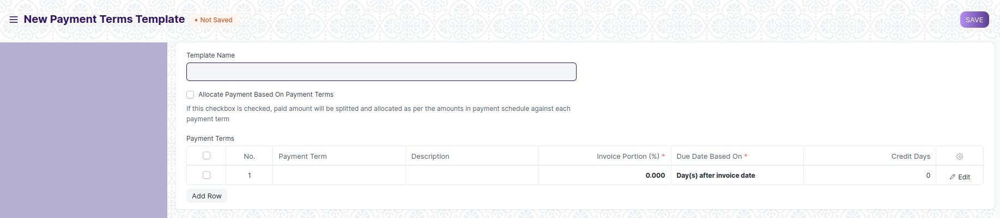 New Payment Terms Template
• Not Saved
SAVE
Template Name
Allocate Payment Based On Payment Terms
If this checkbox is checked, paid amount will be splitted and allocated as per the amounts in payment schedule against each
payment term
Payment Terms
No. Payment Term Description Invoice Portion (%) * Due Date Based On * Credit Days
1 0.000 Day(s) after invoice date 0 Edit
Add Row